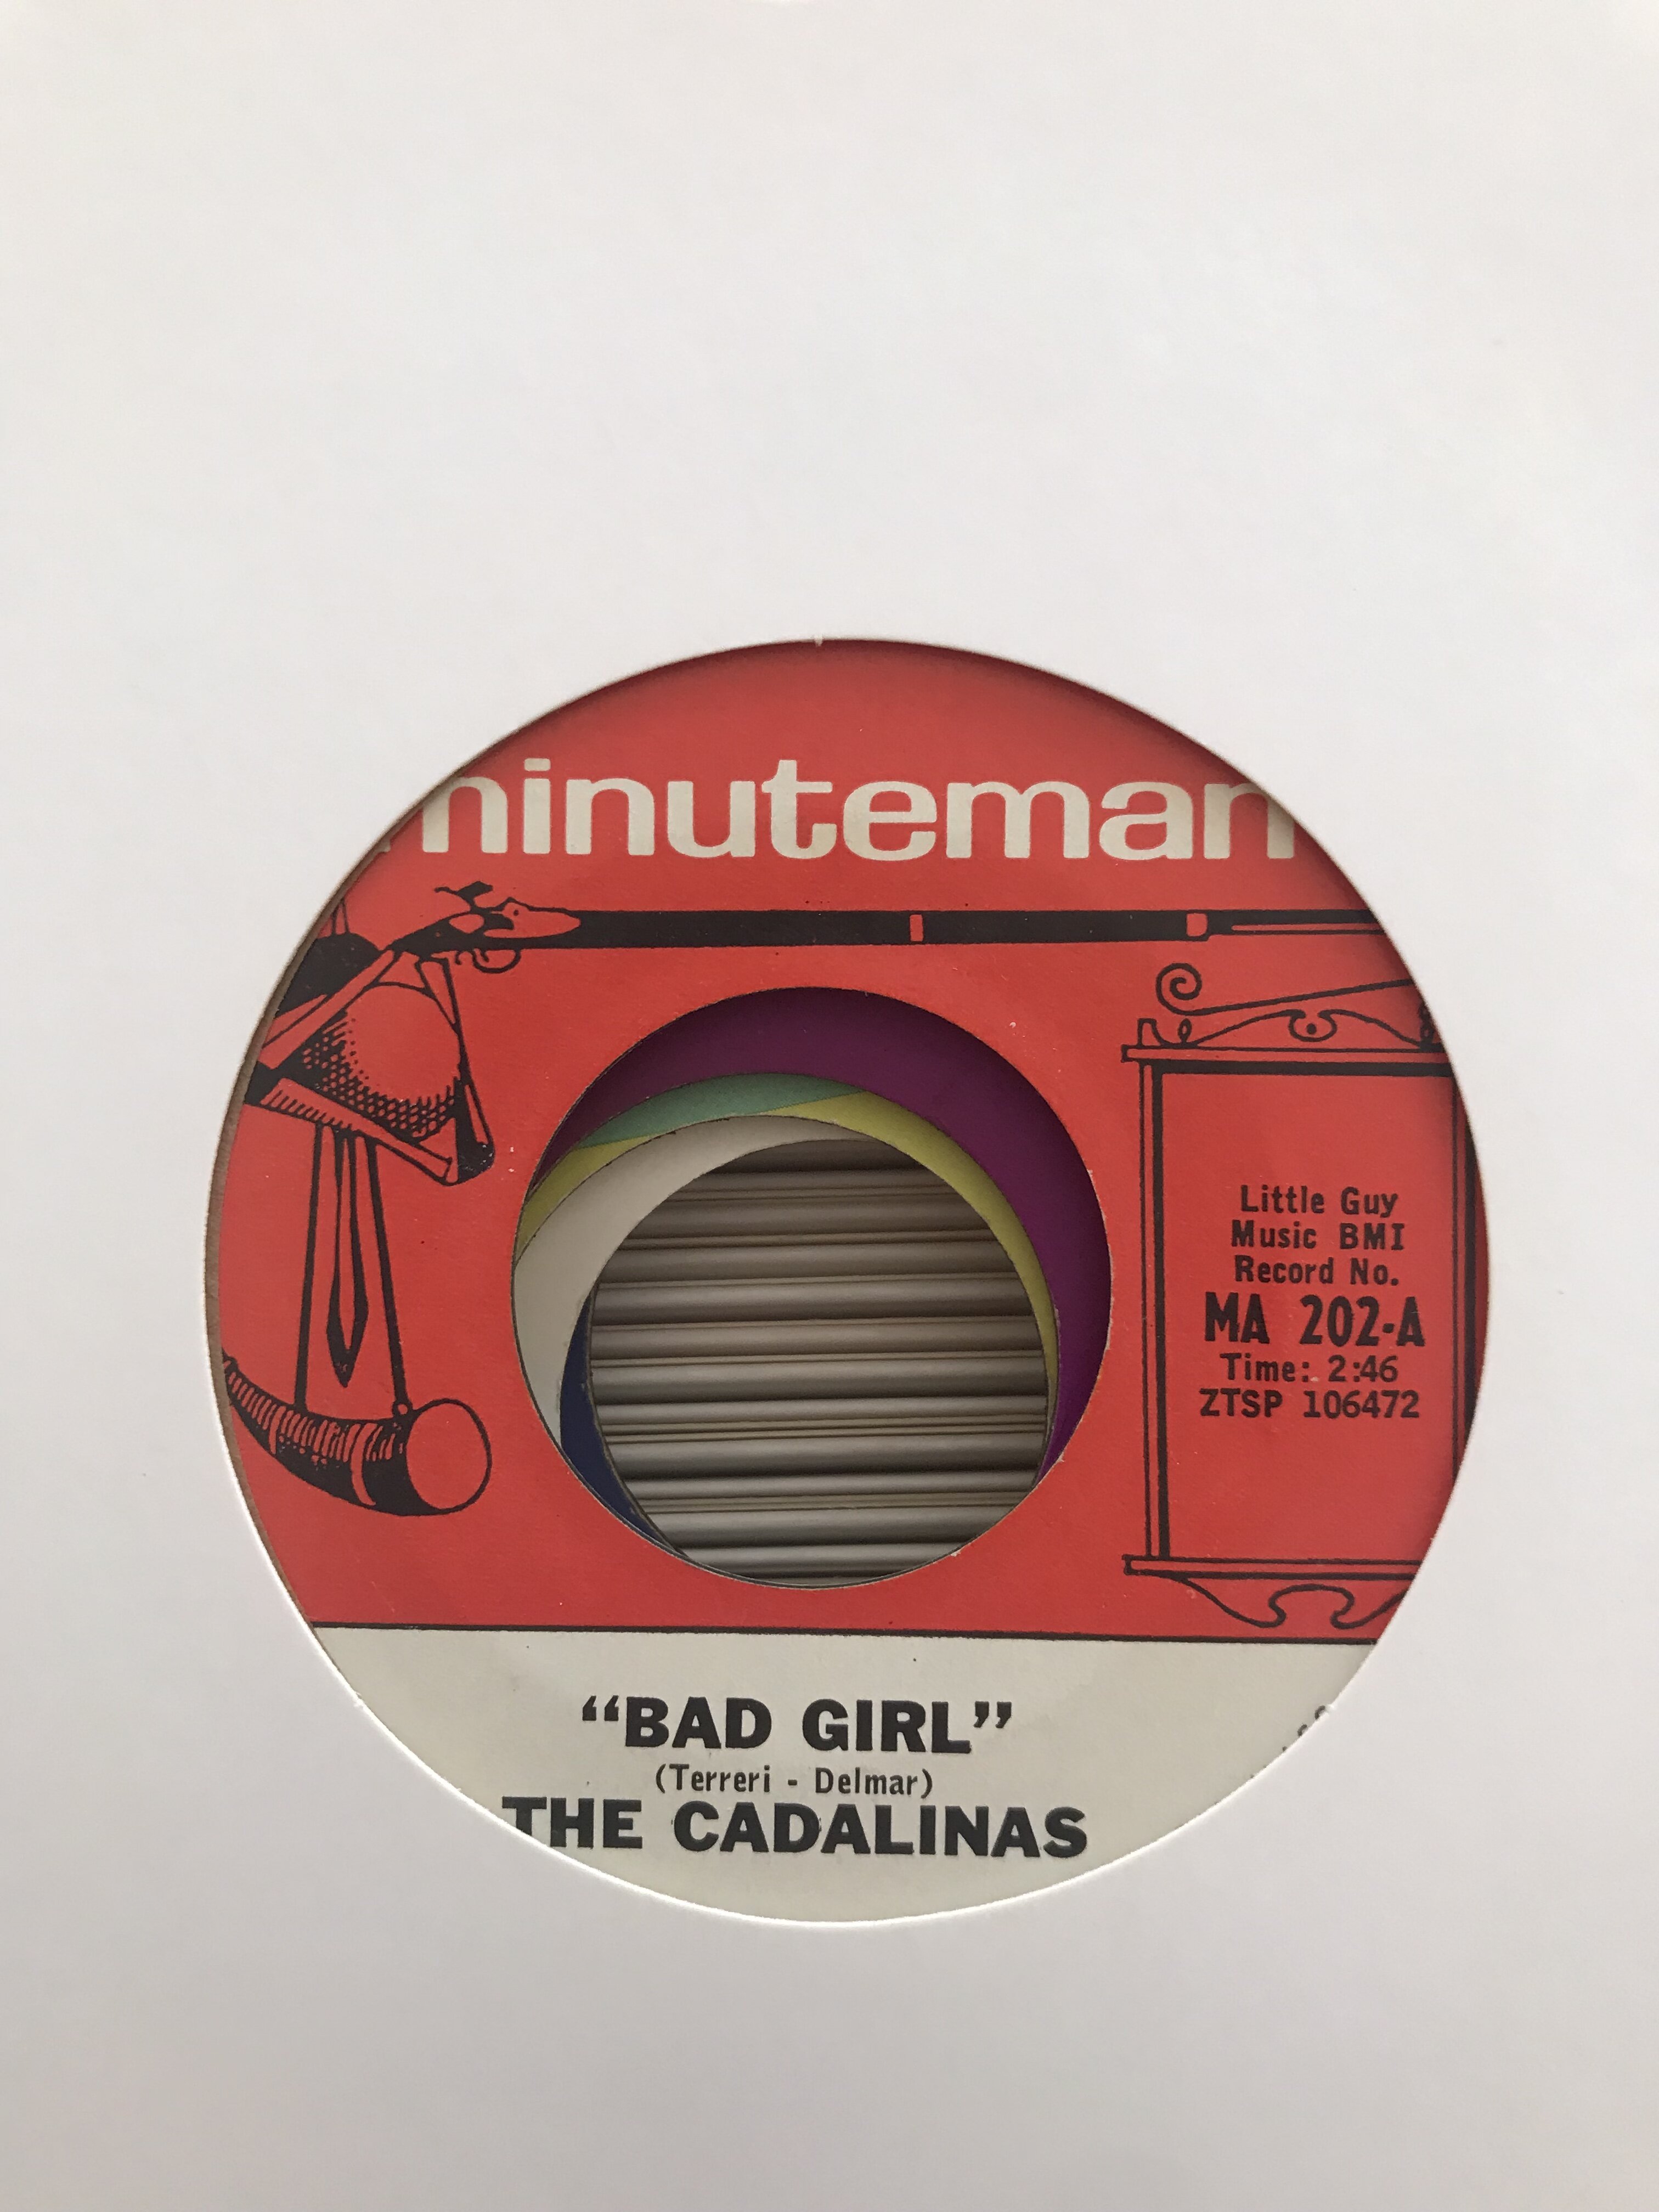 minuteman
Little Guy
Music BMI
Record No.
MA 202-A
Time: 2:46
ZTSP 106472
"BAD GIRL"
(Terreri - Delmar)
THE CADALINAS